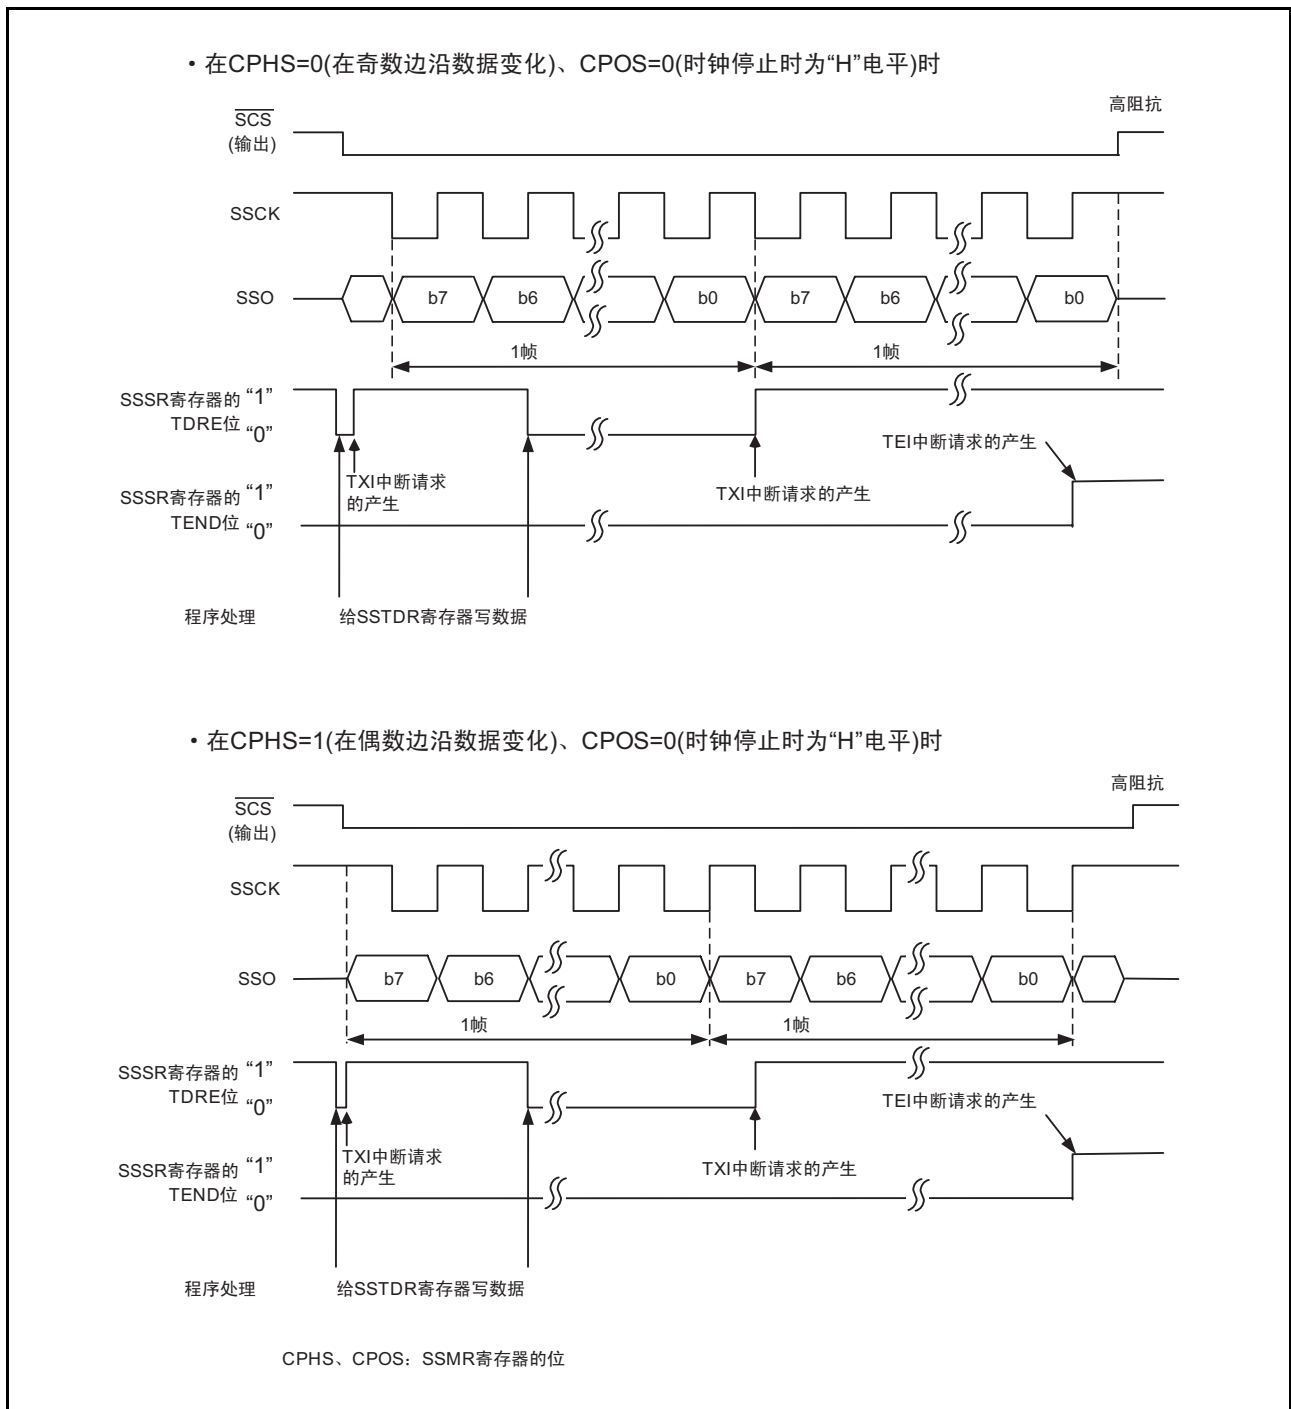 •在CPHS=0(在奇数边沿数据变化)、CPOS=0(时钟停止时为“H”电平)时
高阻抗
SCS
(输出)
SSCK
SSO
b7 b6 b0 b7 b6 b0
1帧 1帧
SSSR寄存器的 “1”
TDRE位 “0”
TEI中断请求的产生
TXI中断请求
的产生
TXI中断请求的产生
SSSR寄存器的 “1”
TEND位 “0”
程序处理 给SSTDR寄存器写数据
•在CPHS=1(在偶数边沿数据变化)、CPOS=0(时钟停止时为“H”电平)时
高阻抗
SCS
(输出)
SSCK
SSO
b7 b6 b0 b7 b6 b0
1帧 1帧
SSSR寄存器的 “1”
TDRE位 “0”
TEI中断请求的产生
TXI中断请求
的产生
TXI中断请求的产生
SSSR寄存器的 “1”
TEND位 “0”
程序处理 给SSTDR寄存器写数据
CPHS、CPOS：SSMR寄存器的位